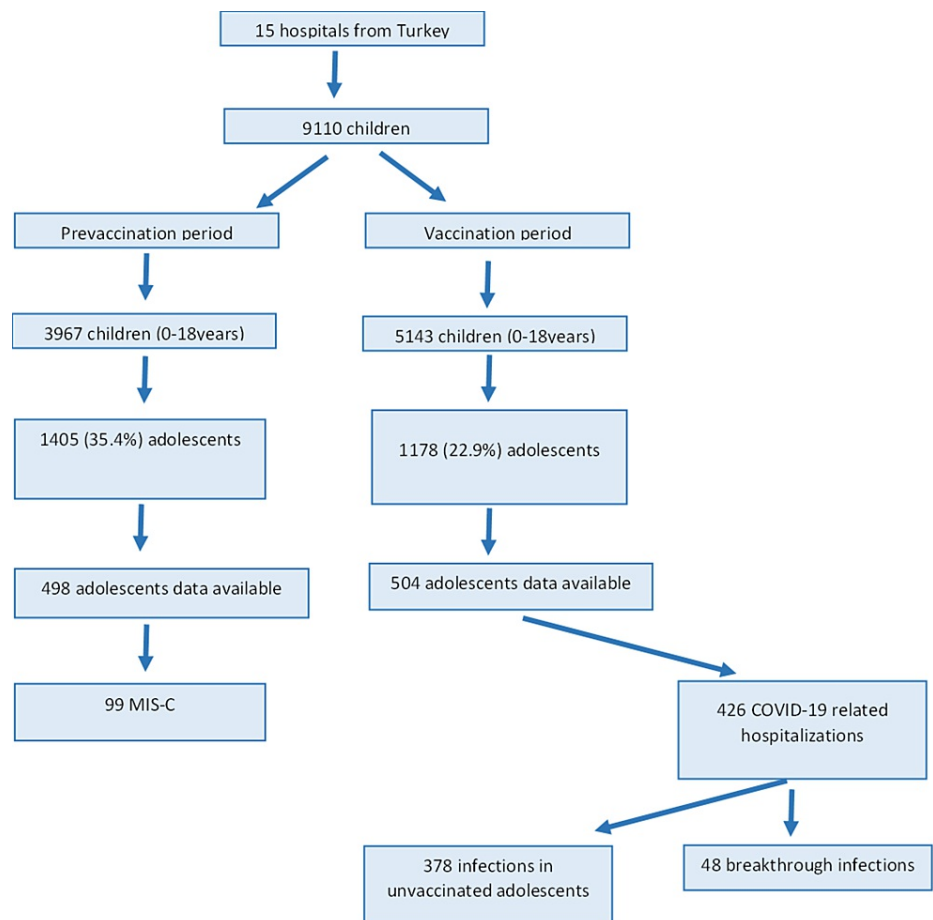 15 hospitals from Turkey
9110 children
Prevaccination period
Vaccination period
3967 children (0-18years)
5143 children (0-18years)
1405 (35.4%) adolescents
1178 (22.9%) adolescents
498 adolescents data available
504 adolescents data available
99 MIS-C
426 COVID-19 related
hospitalizations
378 infections in
unvaccinated adolescents
48 breakthrough infections